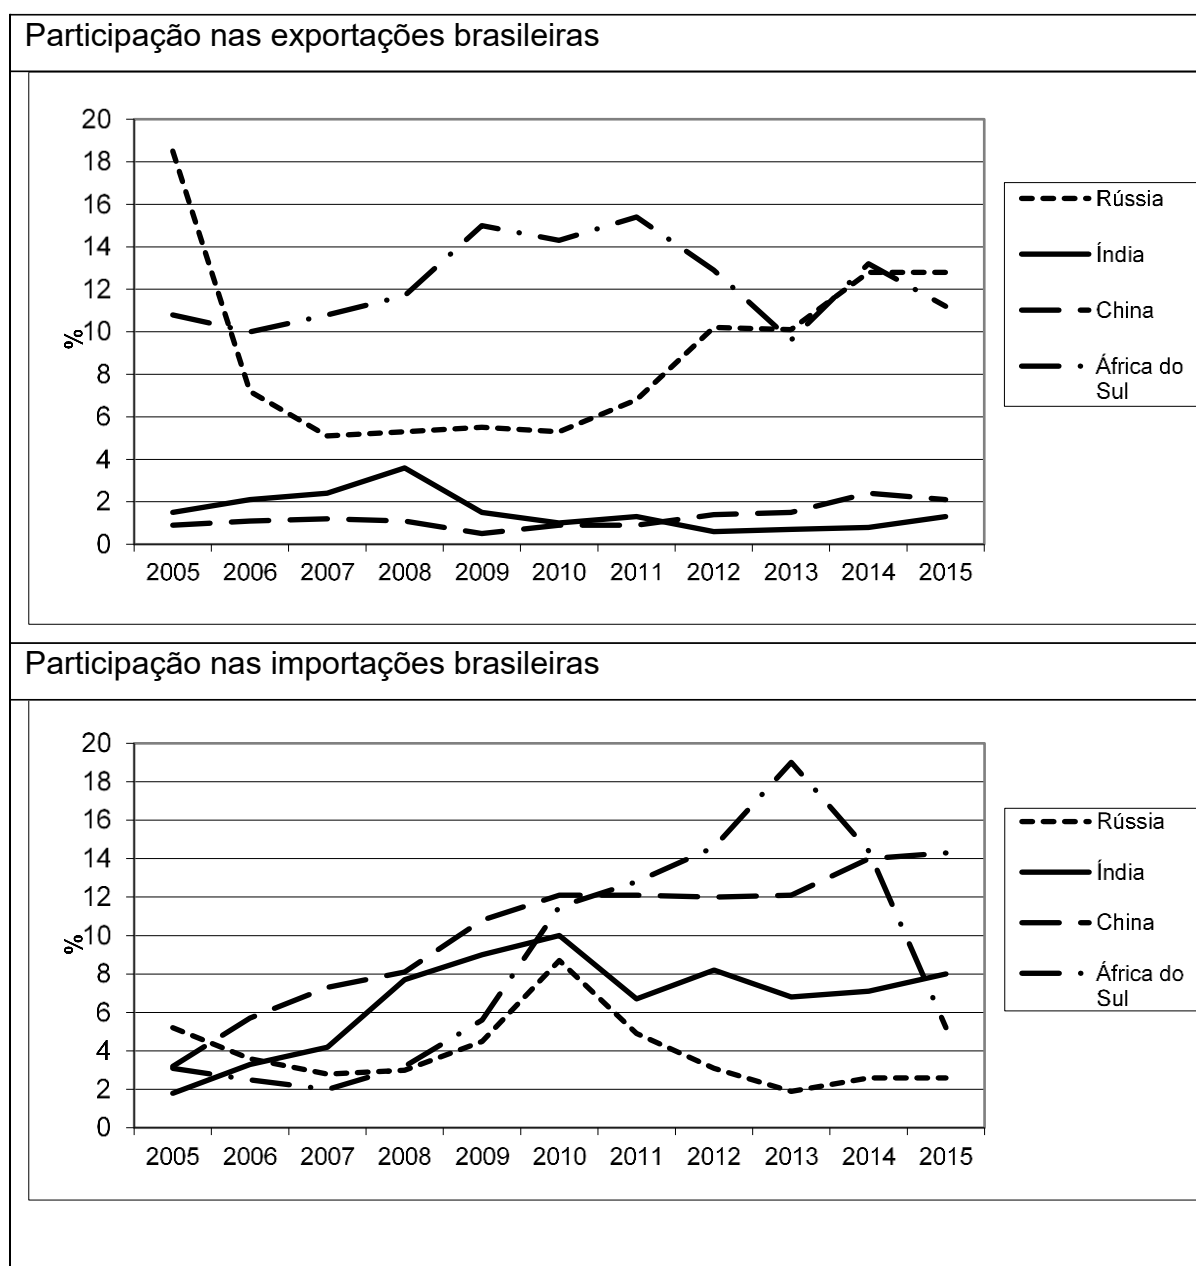 Participação nas exportações brasileiras
20
18
16
14
12
10
8
6
4
2
0
%
2005 2006 2007 2008 2009 2010 2011 2012 2013 2014 2015
Rússia
Índia
China
África do
Sul
Participação nas importações brasileiras
20
18
16
14
12
10
8
6
4
2
0
%
2005 2006 2007 2008 2009 2010 2011 2012 2013 2014 2015
Rússia
Índia
China
África do
Sul